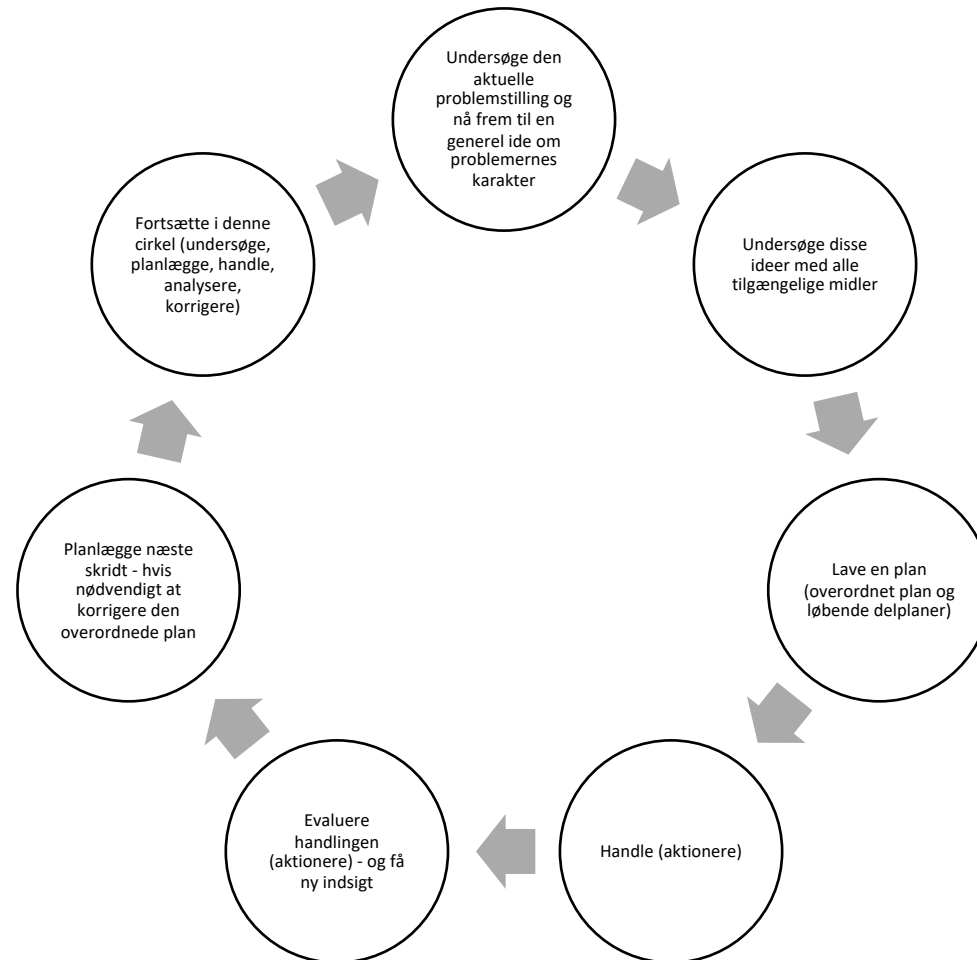 Undersøge den
aktuelle
problemstilling og
nå frem til en
generel ide om
problemernes
karakter
Undersøge disse
ideer med alle
tilgængelige midler
Lave en plan
(overordnet plan og
løbende delplaner)
Handle (aktionere)
Evaluere
handlingen
(aktionere) - og få
ny indsigt
Planlægge næste
skridt - hvis
nødvendigt at
korrigere den
overordnede plan
Fortsætte i denne
cirkel (undersøge,
planlægge, handle,
analysere,
korrigere)